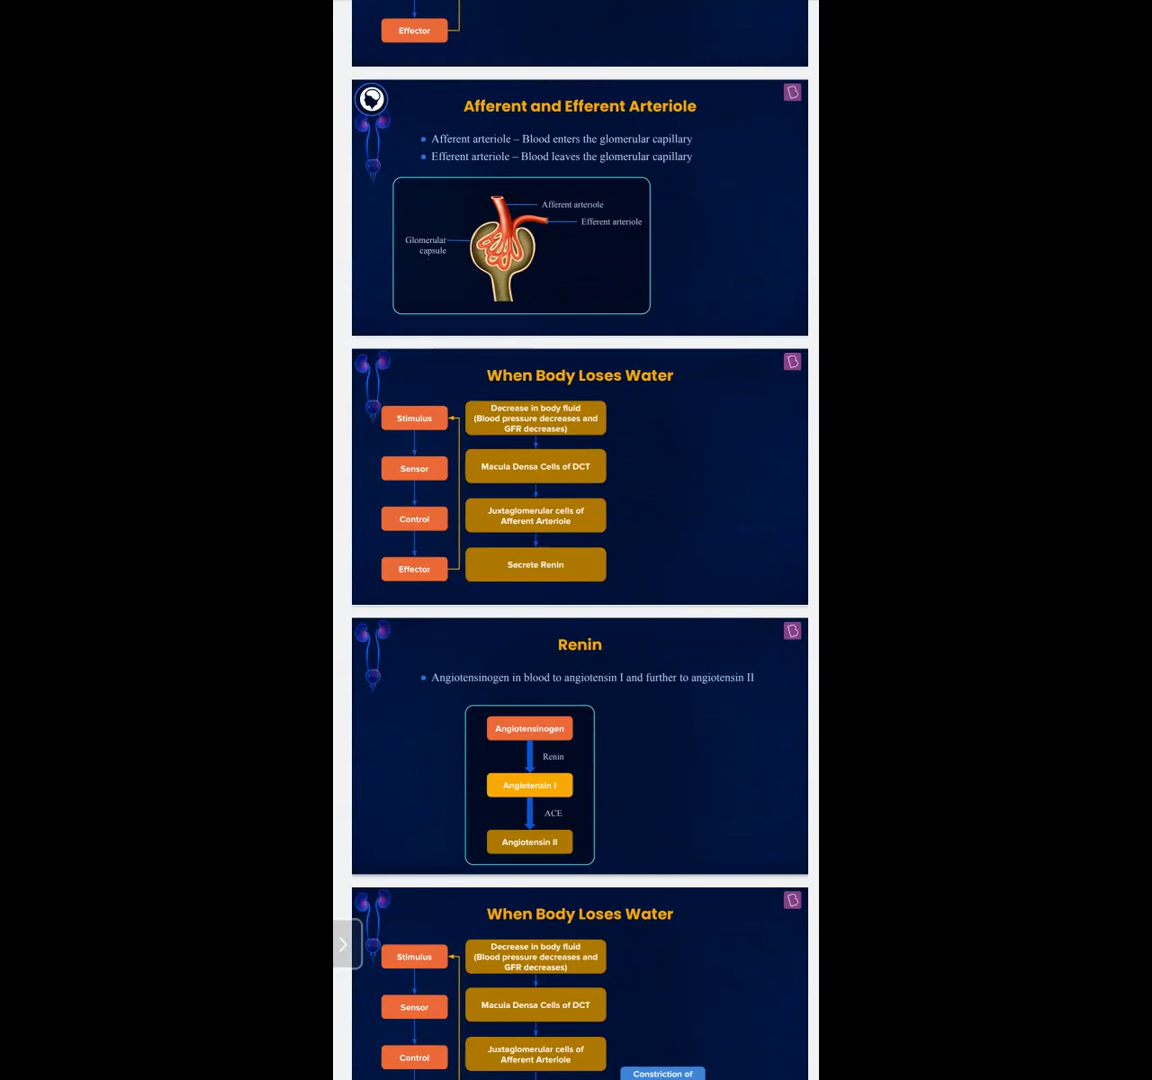 Effector
Afferent and Efferent Arteriole
Afferent arteriole – Blood enters the glomerular capillary
Efferent arteriole – Blood leaves the glomerular capillary
Afferent arteriole
Efferent arteriole
Glomerular
capsule
When Body Loses Water
Stimulus
Decrease in body fluid
(Blood pressure decreases and
GFR decreases)
Sensor
Macula Densa Cells of DCT
Control
Juxtaglomerular cells of
Afferent Arteriole
Effector
Secrete Renin
Renin
Angiotensinogen in blood to angiotensin I and further to angiotensin II
Angiotensinogen
Renin
Angiotensin I
ACE
Angiotensin II
When Body Loses Water
Stimulus
Decrease in body fluid
(Blood pressure decreases and
GFR decreases)
Sensor
Macula Densa Cells of DCT
Control
Juxtaglomerular cells of
Afferent Arteriole
Constriction of